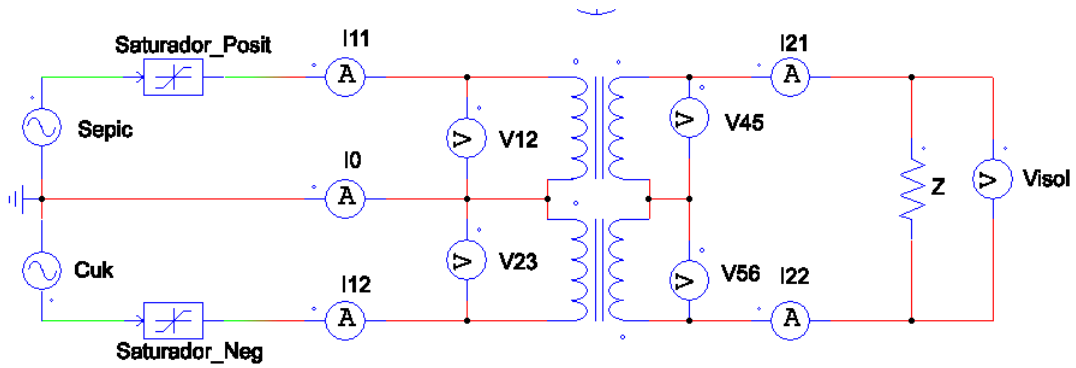 Saturador_Posit
I11
I21
A
A
Sepic
V
V12
V
V45
I0
A
Z
V
Visol
Cuk
V
V23
V
V56
I12
I22
A
A
Saturador_Neg